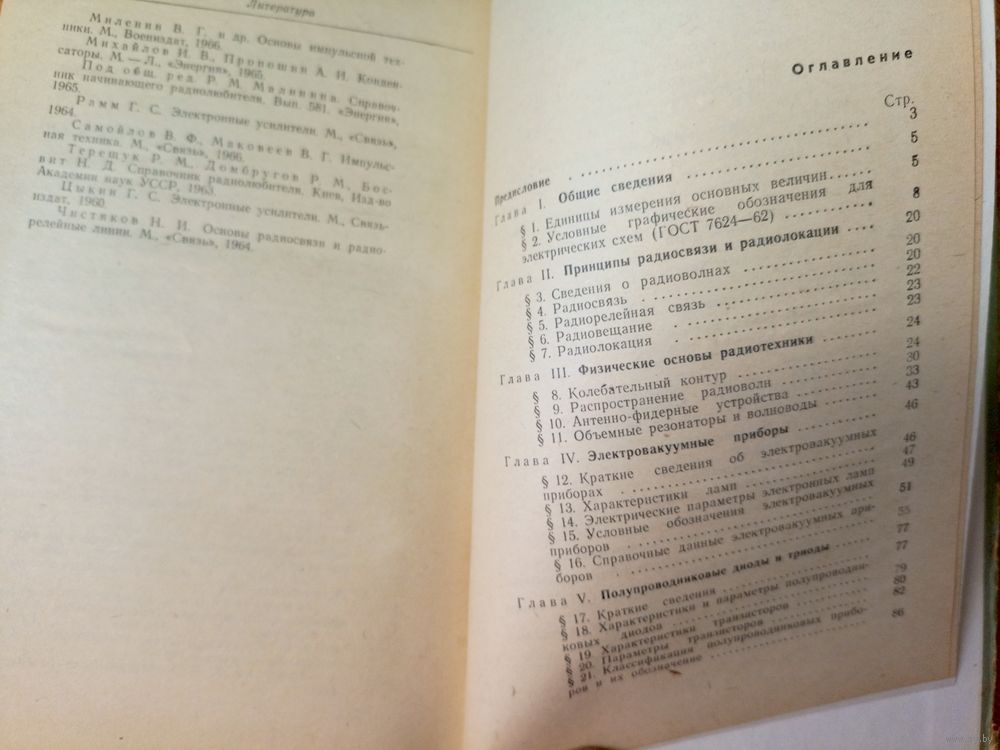 Литература
Миленин В. Г. и др. Основы импульсной тех-
ники. М., Воениздат, 1966.
Михайлов И. В., Пропошин А. И. Конден-
саторы. М.—Л., «Энергия», 1965.
Под общ. ред. Р. М. Малинина. Справоч-
ник начинающего радиолюбителя. Вып. 581. «Энергия»,
1965.
Рамм Г. С. Электронные усилители. М., «Связь»,
1964.
Самойлов В. Ф., Маковеев В. Г. Импульс-
ная техника. М., «Связь», 1966.
Терещук Р. М., Домбругов Р. М., Бос-
вит Н. Д. Справочник радиолюбителя. Киев, Изд-во
Академии наук УССР, 1963.
Цыкин Г. С. Электронные усилители. М., Связь-
издат, 1960
Чистяков Н. И. Основы радиосвязи и радио-
релейные линии. М., «Связь», 1964.
Оглавление
Стр.
Предисловие 3
Глава I. Общие сведения 5
§ 1. Единицы измерения основных величин 5
§ 2. Условные графические обозначения для
электрических схем (ГОСТ 7624—62) 8
Глава II. Принципы радиосвязи и радиолокации 20
§ 3. Сведения о радиоволнах 20
§ 4. Радиосвязь 20
§ 5. Радиорелейная связь 22
§ 6. Радиовещание 23
§ 7. Радиолокация 23
Глава III. Физические основы радиотехники 24
§ 8. Колебательный контур 24
§ 9. Распространение радиоволн 30
§ 10. Антенно-фидерные устройства 33
§ 11. Объемные резонаторы и волноводы 43
Глава IV. Электровакуумные приборы 46
§ 12. Краткие сведения об электровакуумных
приборах 46
§ 13. Характеристики ламп 47
§ 14. Электрические параметры электронных ламп 49
§ 15. Условные обозначения электровакуумных
приборов 51
§ 16. Справочные данные электровакуумных при-
боров 55
Глава V. Полупроводниковые диоды и триоды 77
§ 17. Краткие сведения 77
§ 18. Характеристики и параметры полупроводни-
ковых диодов 79
§ 19. Характеристики транзисторов 80
§ 20. Параметры транзисторов 82
§ 21. Классификация полупроводниковых прибо-
ров и их обозначение 86